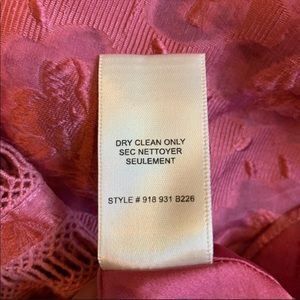 DRY CLEAN ONLY
SEC NETTOYER
SEULEMENT
STYLE # 918 931 B226